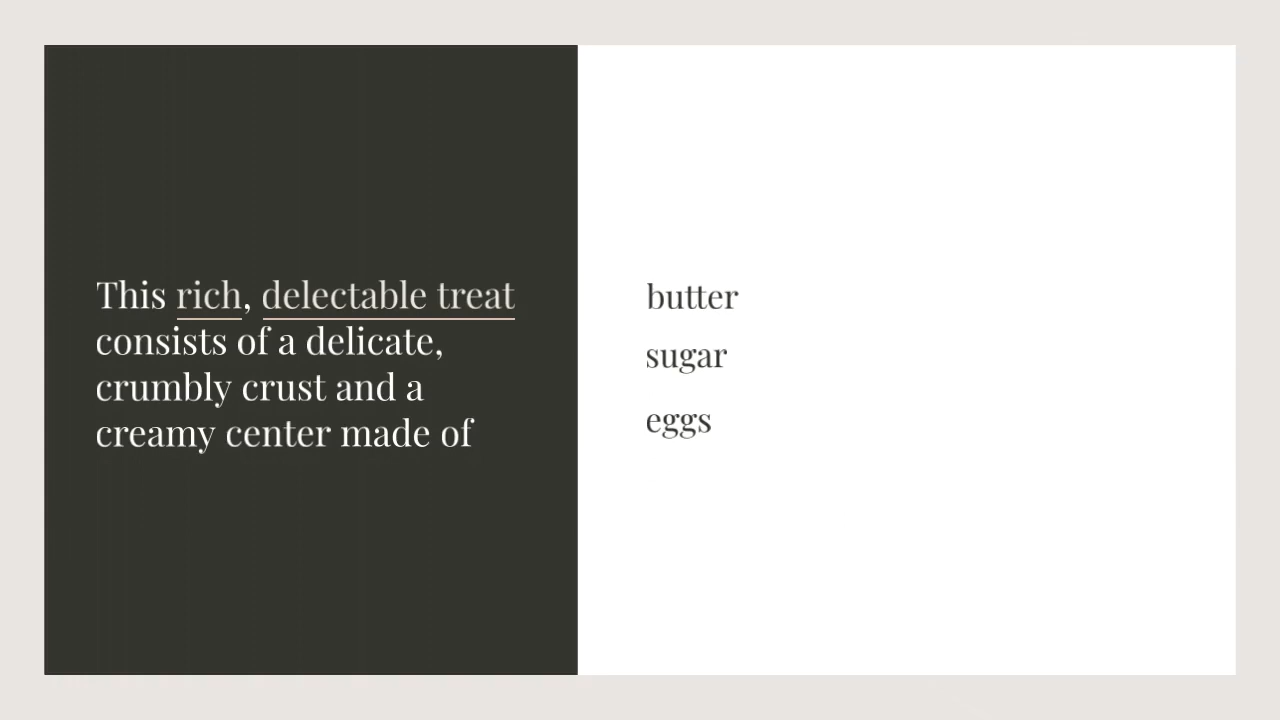 This rich, delectable treat
consists of a delicate,
crumbly crust and a
creamy center made of
butter
sugar
eggs